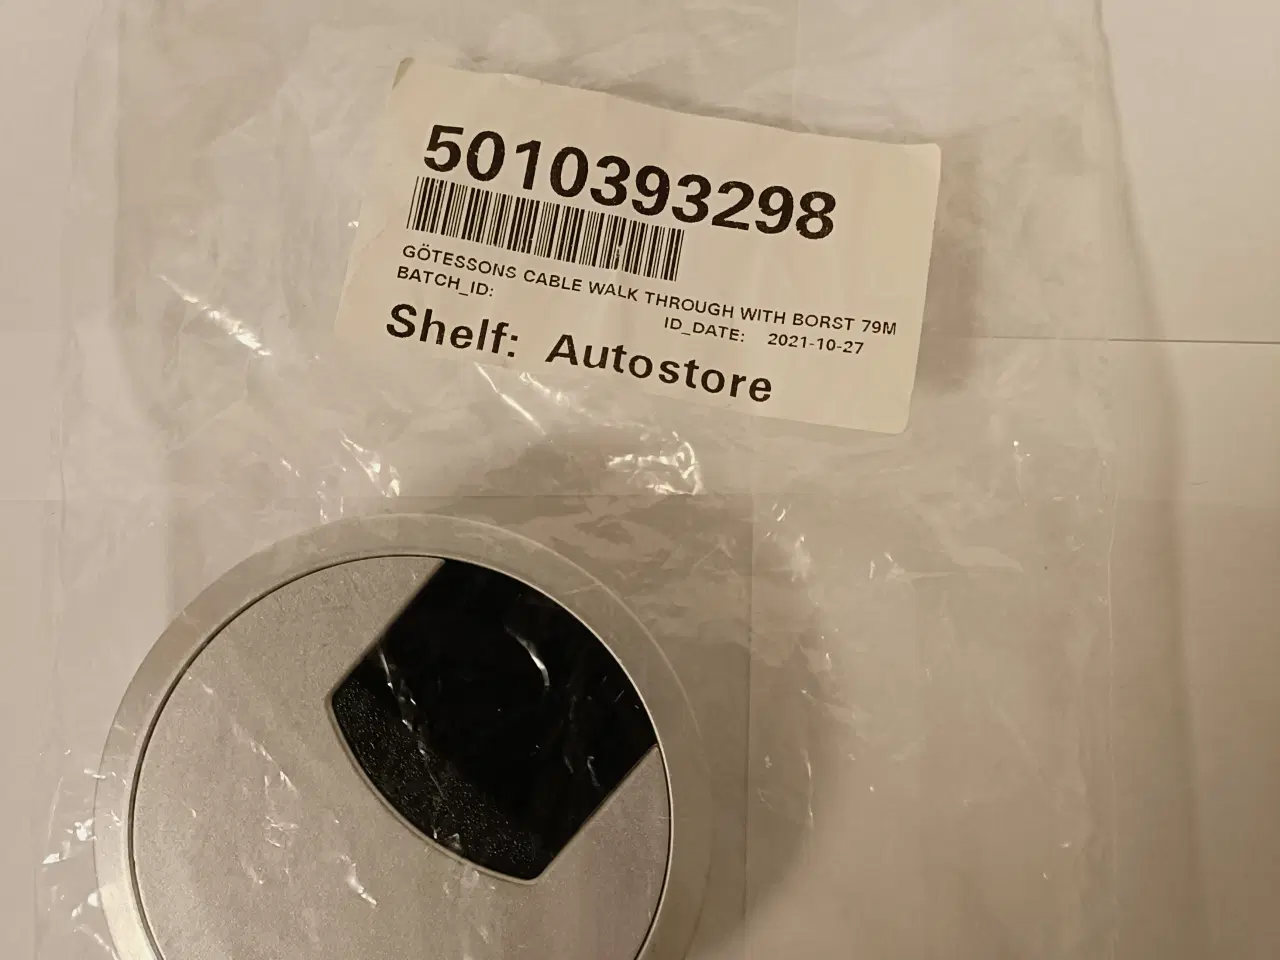 5010393298
GÖTESSONS CABLE WALK THROUGH WITH BORST 79M
BATCH_ID:
ID_DATE: 2021-10-27
Shelf: Autostore